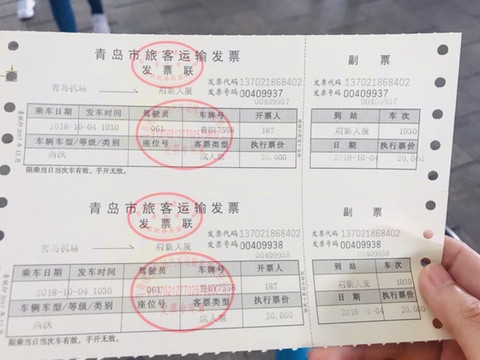 青岛市旅客运输发票
发票联
副票
发票代码 137021868402
发票号码 00409937
00409937
青岛机场
府新大厦
发票代码 137021868402
发票号码
00409937
乘车日期 发车时间 驾驶员 车牌号 开票人
2018-10-04 1030 061 187
车辆车型/等级/类别 座位号 客票类型 执行票价
成人票 20.000
限乘当日当次车有效,手开无效。
到站 车次
府新大厦 1030
日期 执行票价
2018-10-04 20.000
青岛市旅客运输发票
发票联
副票
发票代码 137021868402
发票号码 00409938
00409938
青岛机场
府新大厦
发票代码 137021868402
发票号码 00409938
00409938
乘车日期 发车时间 驾驶员 车牌号 开票人
2018-10-04 1030 061 187
车辆车型/等级/类别 座位号 客票类型 执行票价
成人票 20.000
限乘当日当次车有效,手开无效。
到站 车次
府新大厦
日期
2018-10-04